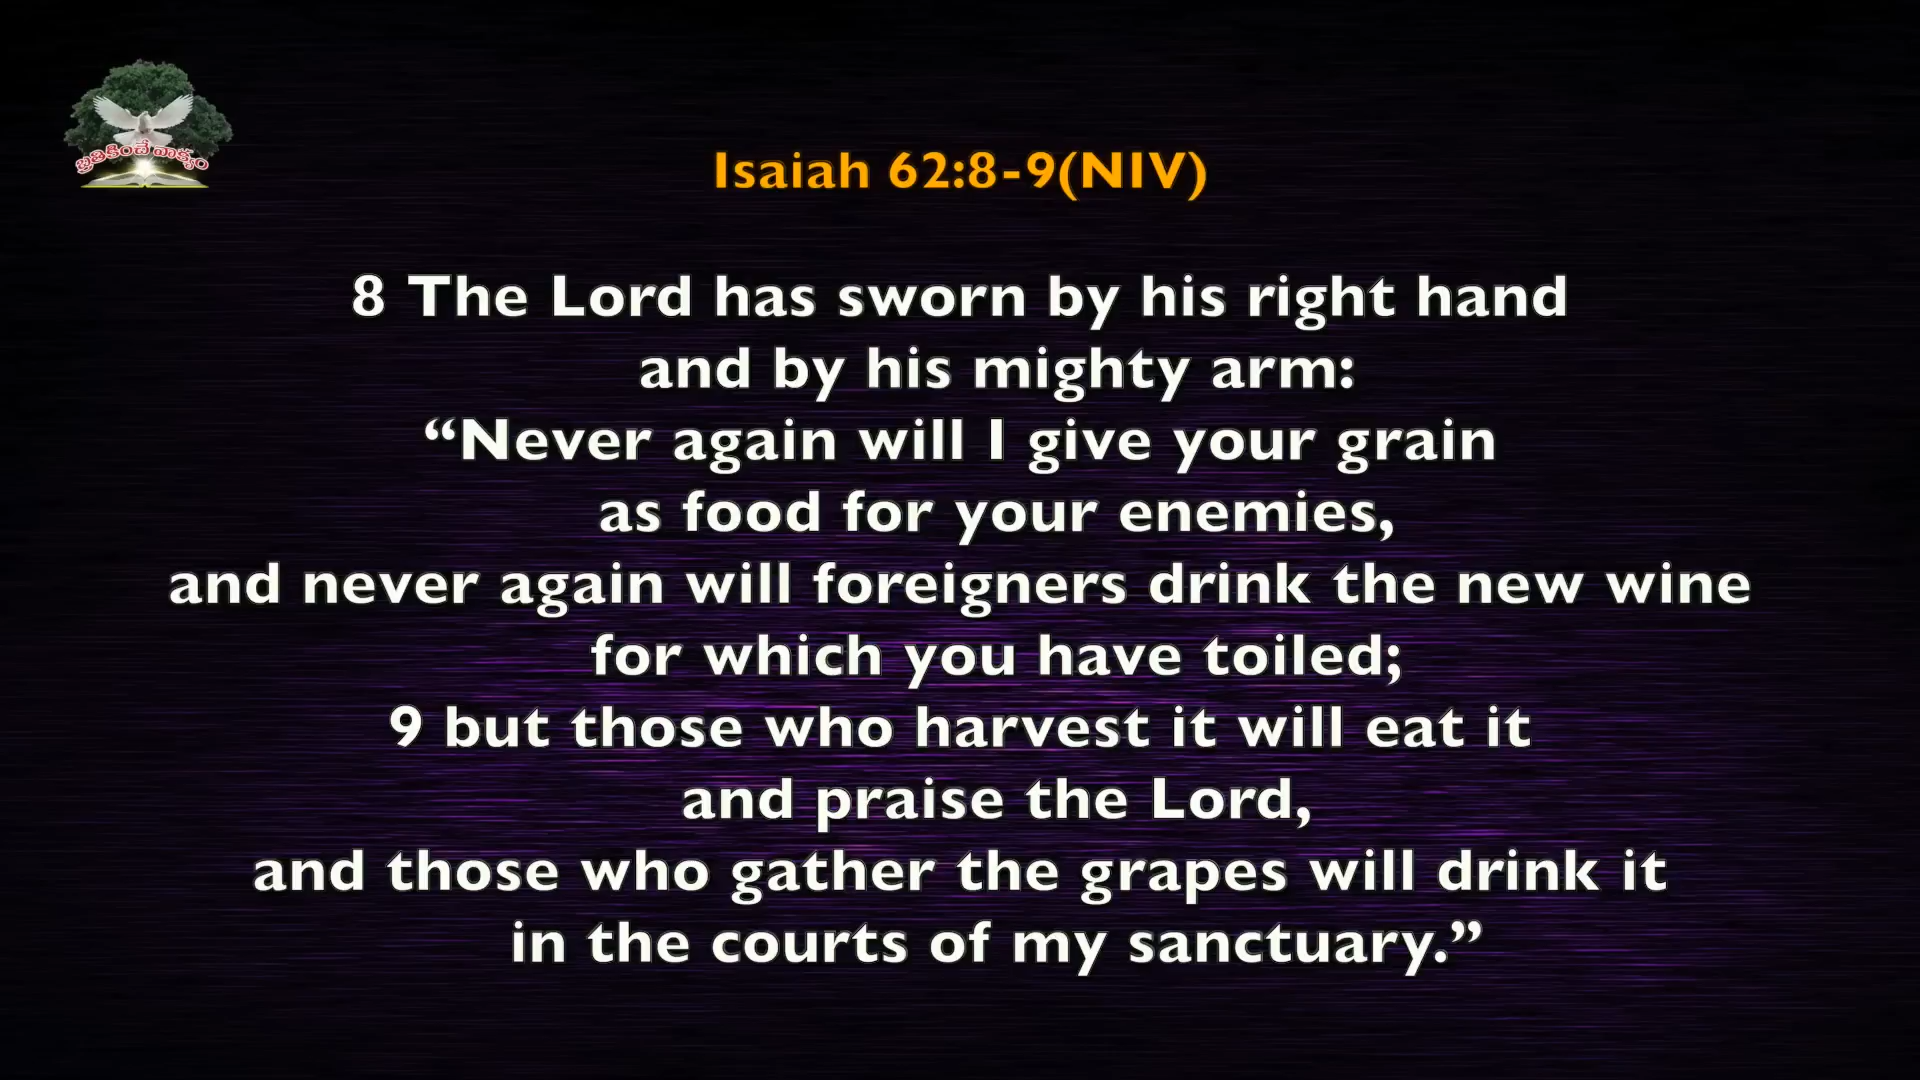 బ్రతికించే వాక్యం
Isaiah 62:8-9(NIV)
8 The Lord has sworn by his right hand
and by his mighty arm:
“Never again will I give your grain
as food for your enemies,
and never again will foreigners drink the new wine
for which you have toiled;
9 but those who harvest it will eat it
and praise the Lord,
and those who gather the grapes will drink it
in the courts of my sanctuary.”